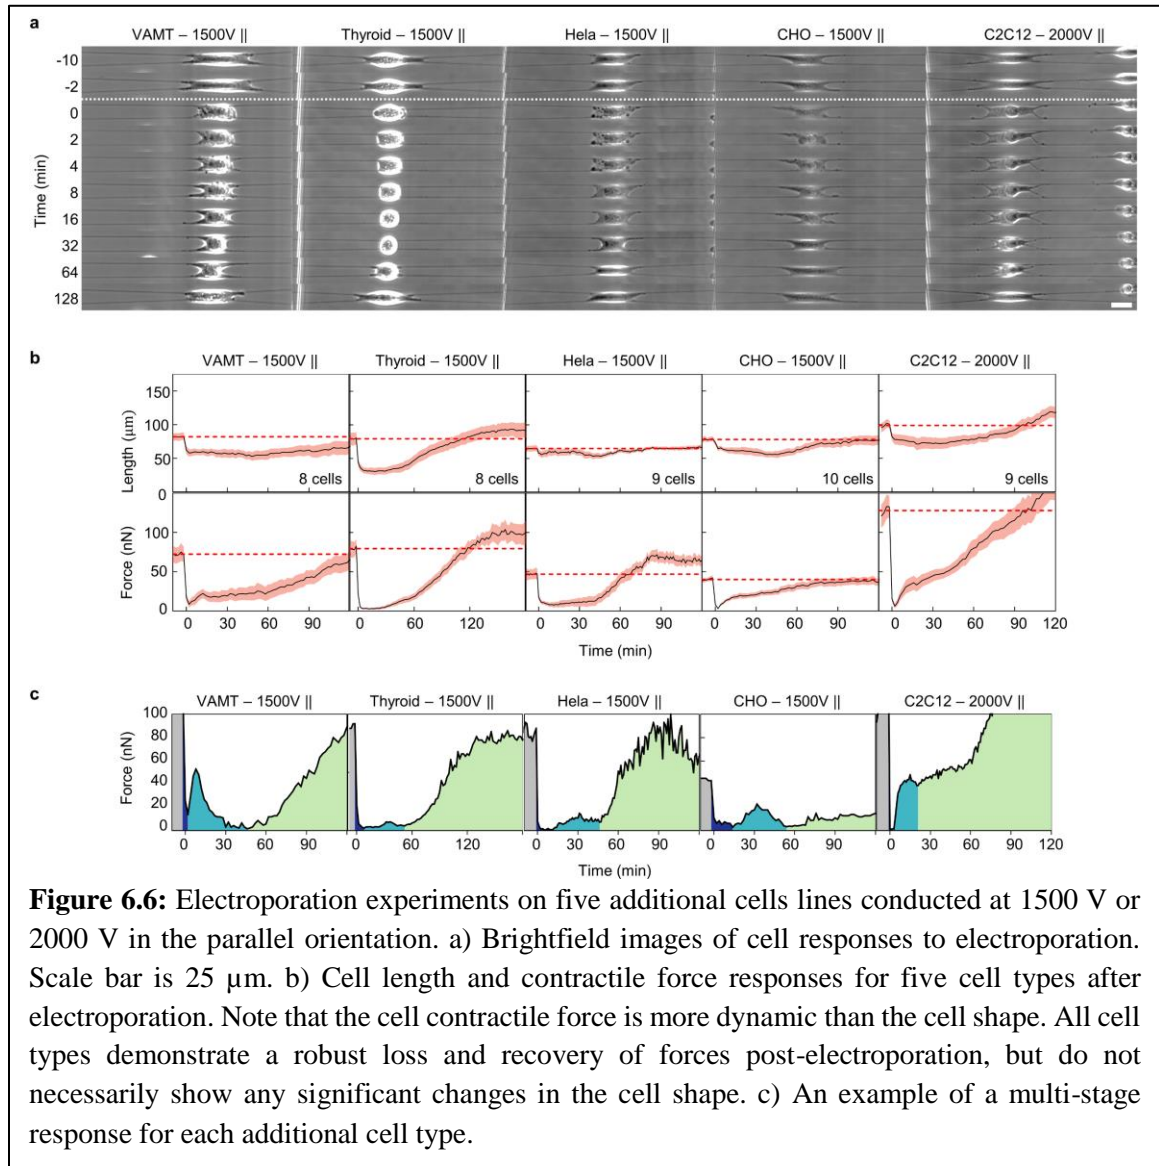 a
VAMT – 1500V || Thyroid – 1500V || Hela – 1500V || CHO – 1500V || C2C12 – 2000V ||
Time (min)
-10
-2
0
2
4
8
16
32
64
128
b
VAMT – 1500V || Thyroid – 1500V || Hela – 1500V || CHO – 1500V || C2C12 – 2000V ||
Length (µm)
150
100
50
0
8 cells 8 cells 9 cells 10 cells 9 cells
Force (nN)
100
50
0
0 30 60 90 0 60 120 0 30 60 90 0 30 60 90 0 30 60 90 120
Time (min)
c
VAMT – 1500V || Thyroid – 1500V || Hela – 1500V || CHO – 1500V || C2C12 – 2000V ||
Force (nN)
100
80
60
40
20
0
0 30 60 90 0 60 120 0 30 60 90 0 30 60 90 0 30 60 90 120
Time (min)
Figure 6.6: Electroporation experiments on five additional cells lines conducted at 1500 V or
2000 V in the parallel orientation. a) Brightfield images of cell responses to electroporation.
Scale bar is 25 µm. b) Cell length and contractile force responses for five cell types after
electroporation. Note that the cell contractile force is more dynamic than the cell shape. All cell
types demonstrate a robust loss and recovery of forces post-electroporation, but do not
necessarily show any significant changes in the cell shape. c) An example of a multi-stage
response for each additional cell type.